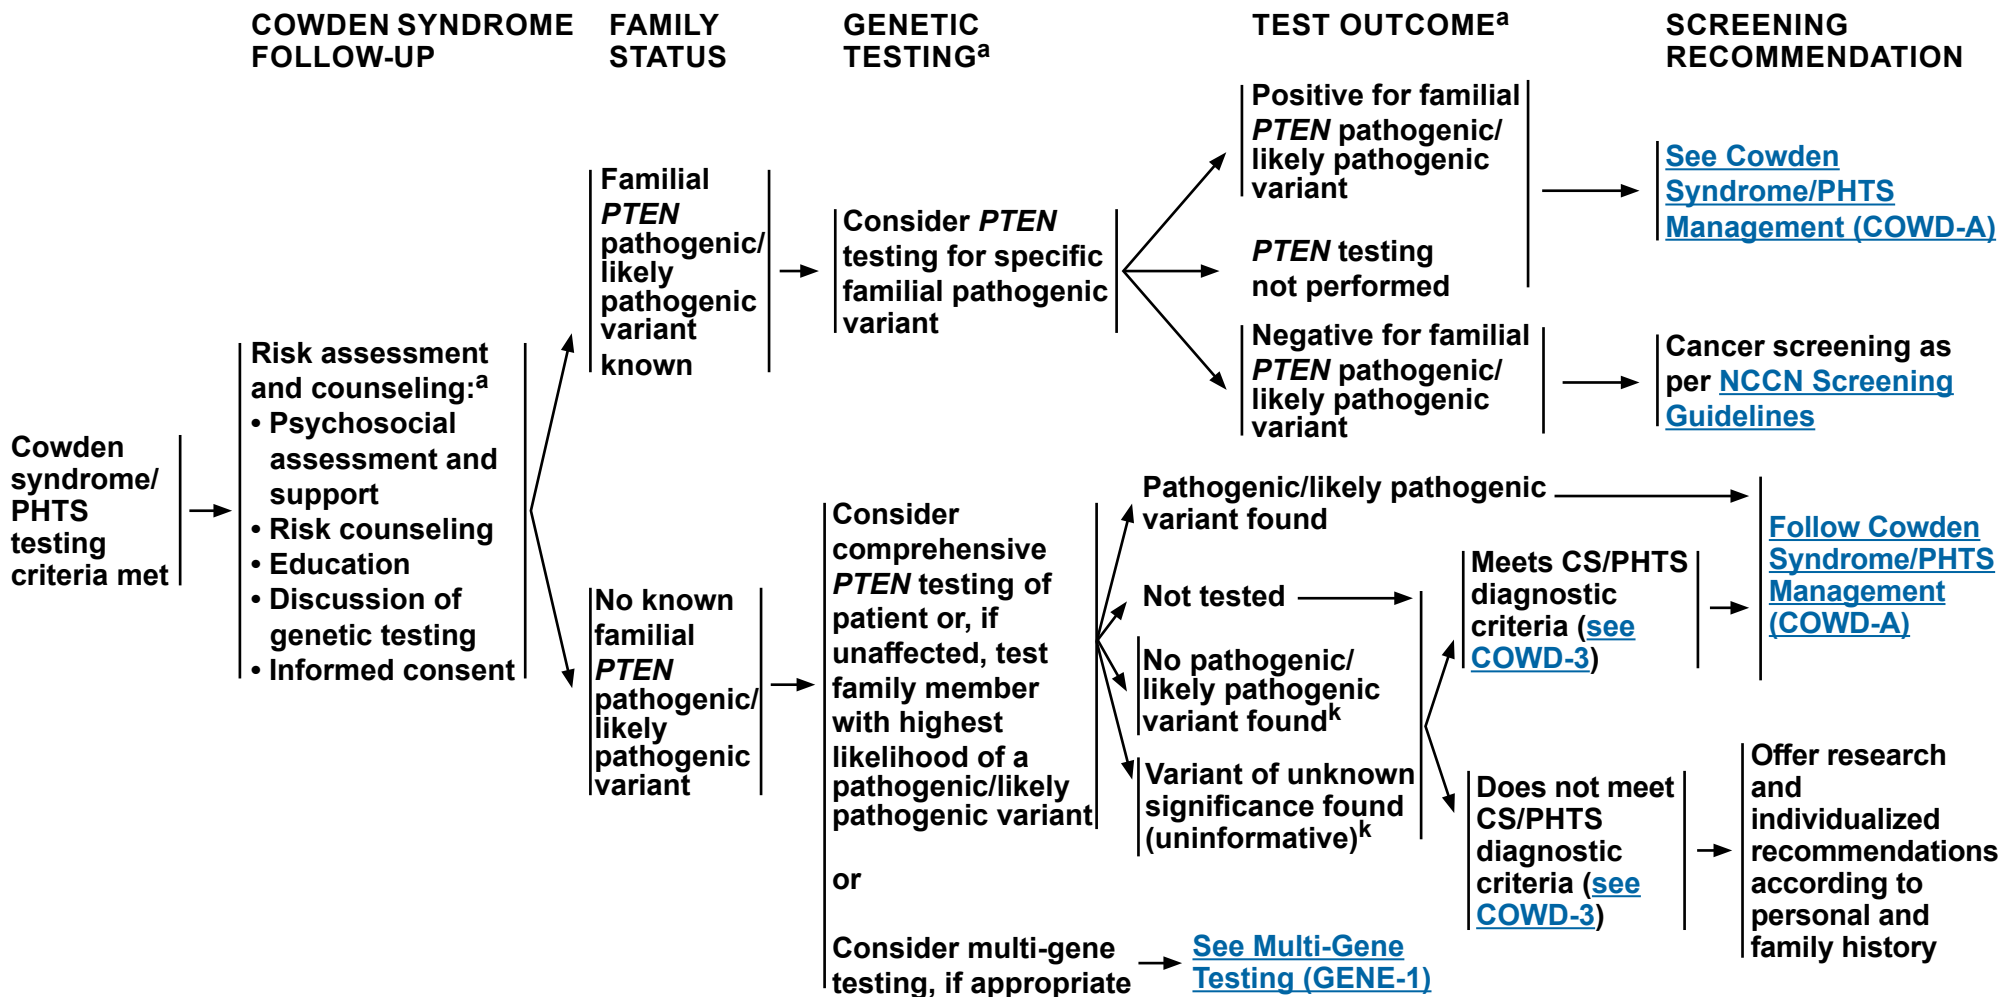 COWDEN SYNDROME
FOLLOW-UP
FAMILY
STATUS
GENETIC
TESTINGᵃ
TEST OUTCOMEᵃ
SCREENING
RECOMMENDATION
Cowden
syndrome/
PHTS
testing
criteria met
Risk assessment
and counseling:ᵃ
• Psychosocial
assessment and
support
• Risk counseling
• Education
• Discussion of
genetic testing
• Informed consent
Familial
PTEN
pathogenic/
likely
pathogenic
variant
known
Consider PTEN
testing for specific
familial pathogenic
variant
Positive for familial
PTEN pathogenic/
likely pathogenic
variant
PTEN testing
not performed
See Cowden
Syndrome/PHTS
Management (COWD-A)
Negative for familial
PTEN pathogenic/
likely pathogenic
variant
Cancer screening as
per NCCN Screening
Guidelines
No known
familial
PTEN
pathogenic/
likely
pathogenic
variant
Consider
comprehensive
PTEN testing of
patient or, if
unaffected, test
family member
with highest
likelihood of a
pathogenic/likely
pathogenic variant
or
Consider multi-gene
testing, if appropriate
See Multi-Gene
Testing (GENE-1)
Pathogenic/likely pathogenic
variant found
Not tested
No pathogenic/
likely pathogenic
variant foundᵏ
Variant of unknown
significance found
(uninformative)ᵏ
Meets CS/PHTS
diagnostic
criteria (see
COWD-3)
Follow Cowden
Syndrome/PHTS
Management
(COWD-A)
Does not meet
CS/PHTS
diagnostic
criteria (see
COWD-3)
Offer research
and
individualized
recommendations
according to
personal and
family history